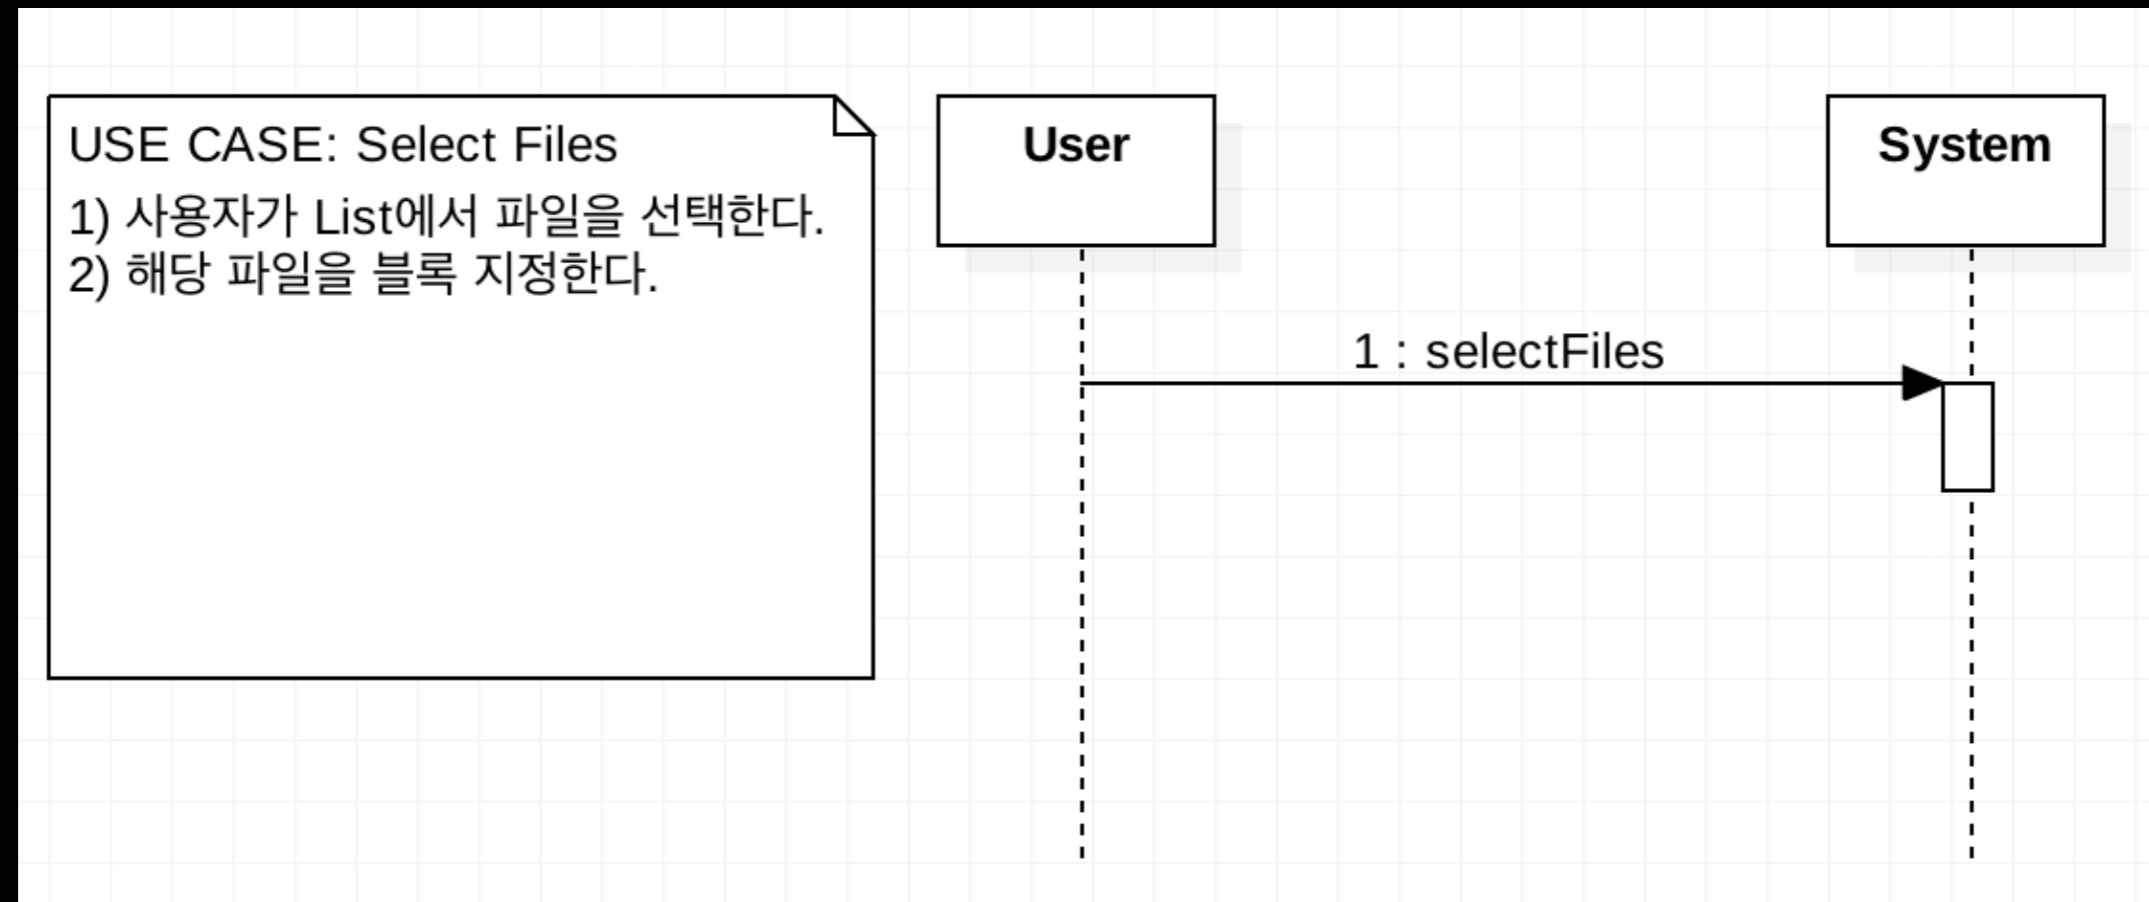 USE CASE: Select Files
1) 사용자가 List에서 파일을 선택한다.
2) 해당 파일을 블록 지정한다.
User
System
1 : selectFiles